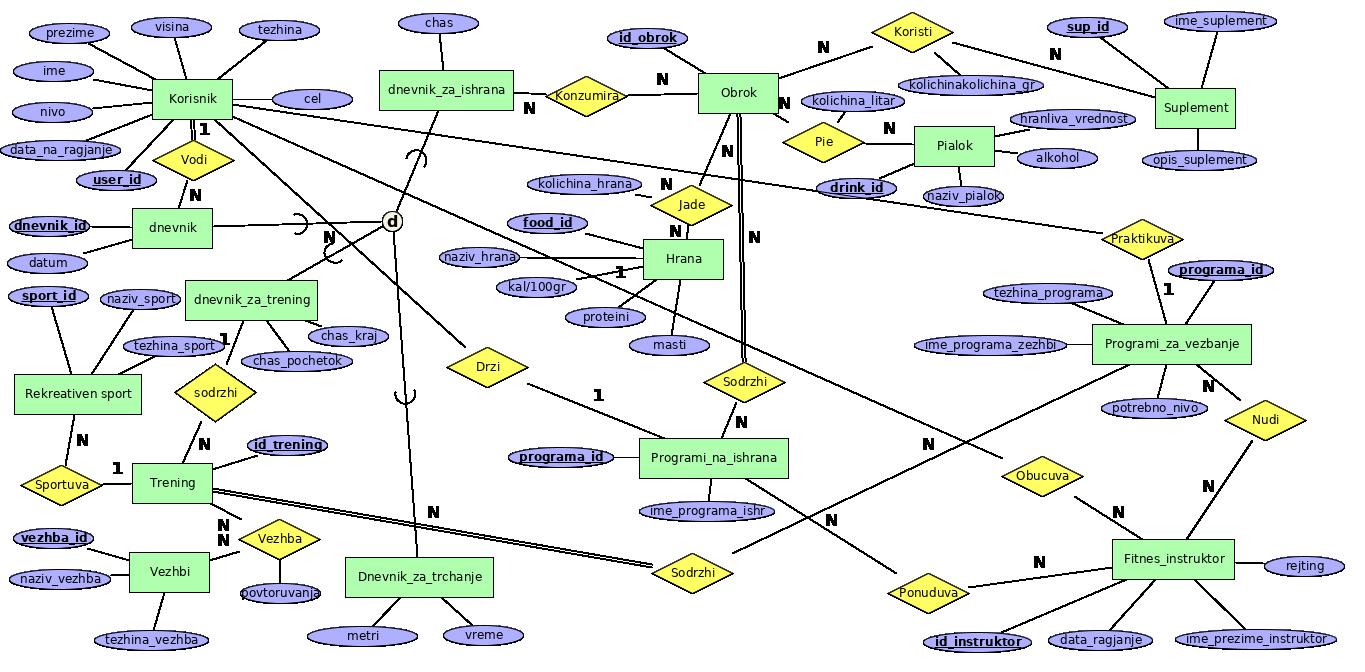 prezime
visina
tezhina
chas
Koristi
sup_id
ime_suplement
id_obrok
ime
Korisnik
cel
nivo
dnevnik_za_ishrana
Konzumira
N
N
Obrok
N
N
kolichinakolichina_gr
Suplement
N
kolichina_litar
Pie
N
Pialok
hranliva_vrednost
alkohol
opis_suplement
drink_id
naziv_pialok
data_na_ragjanje
1
Vodi
N
user_id
dnevnik_id
dnevnik
datum
d
kolichina_hrana
N
N
Jade
N
food_id
naziv_hrana
Hrana
kal/100gr
1
proteini
masti
N
N
Praktikuva
1
programa_id
tezhina_programa
ime_programa_zezhbi
Programi_za_vezbanje
potrebno_nivo
N
Nudi
N
sport_id
naziv_sport
tezhina_sport
dnevnik_za_trening
1
chas_kraj
chas_pochetok
Rekreativen sport
sodrzhi
N
Drzi
1
Sodrzhi
N
N
Sportuva
1
Trening
id_trening
programa_id
Programi_na_ishrana
ime_programa_ishr
N
Obucuva
N
N
N
N
N
Vezhba
povtoruvanja
vezhba_id
naziv_vezhba
Vezhbi
tezhina_vezhba
Dnevnik_za_trchanje
metri
vreme
Sodrzhi
Ponuduva
N
Fitnes_instruktor
rejting
id_instruktor
data_ragjanje
ime_prezime_instruktor